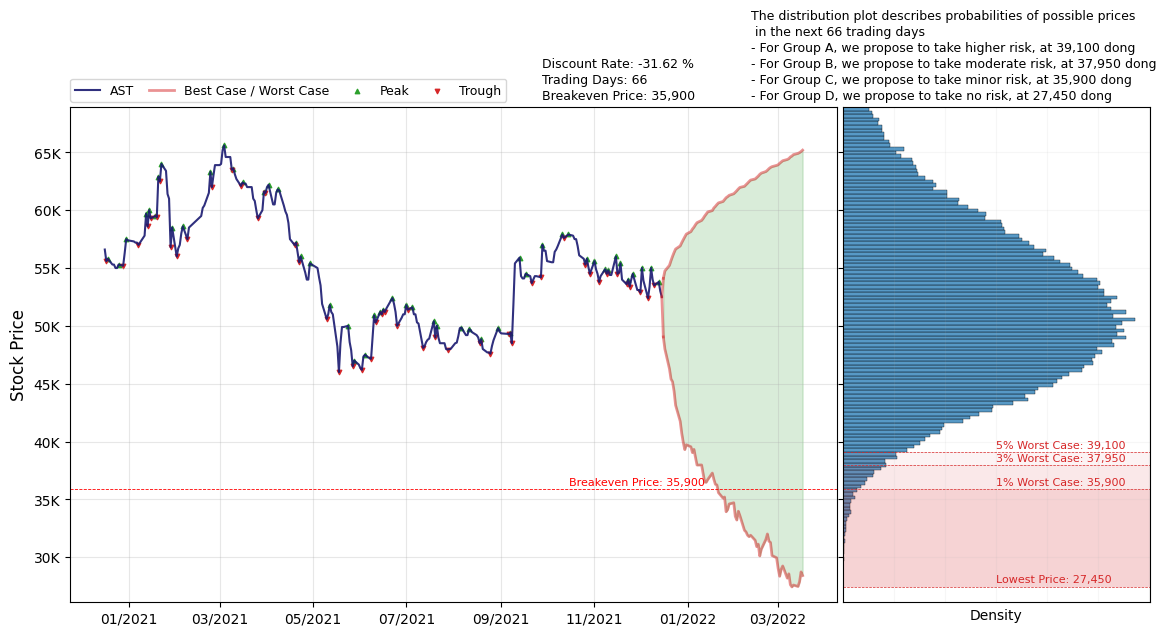 The distribution plot describes probabilities of possible prices
in the next 66 trading days
- For Group A, we propose to take higher risk, at 39,100 dong
- For Group B, we propose to take moderate risk, at 37,950 dong
- For Group C, we propose to take minor risk, at 35,900 dong
- For Group D, we propose to take no risk, at 27,450 dong
Discount Rate: -31.62 %
Trading Days: 66
Breakeven Price: 35,900
AST
Best Case / Worst Case
Peak
Trough
Stock Price
65K
60K
55K
50K
45K
40K
35K
30K
Breakeven Price: 35,900
01/2021
03/2021
05/2021
07/2021
09/2021
11/2021
01/2022
03/2022
5% Worst Case: 39,100
3% Worst Case: 37,950
1% Worst Case: 35,900
Lowest Price: 27,450
Density